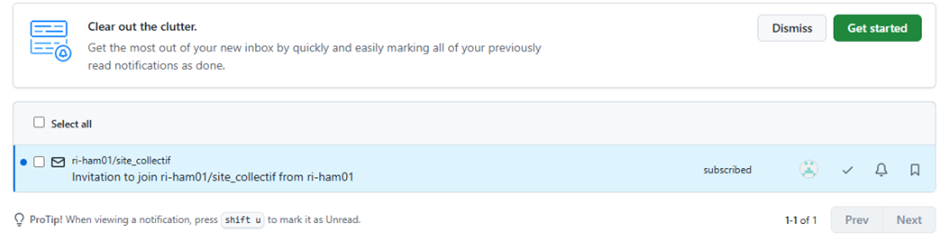 Clear out the clutter.
Get the most out of your new inbox by quickly and easily marking all of your previously
read notifications as done.
Dismiss
Get started
Select all
ri-ham01/site_collectif
Invitation to join ri-ham01/site_collectif from ri-ham01
subscribed
ProTip! When viewing a notification, press shift u to mark it as Unread.
1-1 of 1
Prev
Next